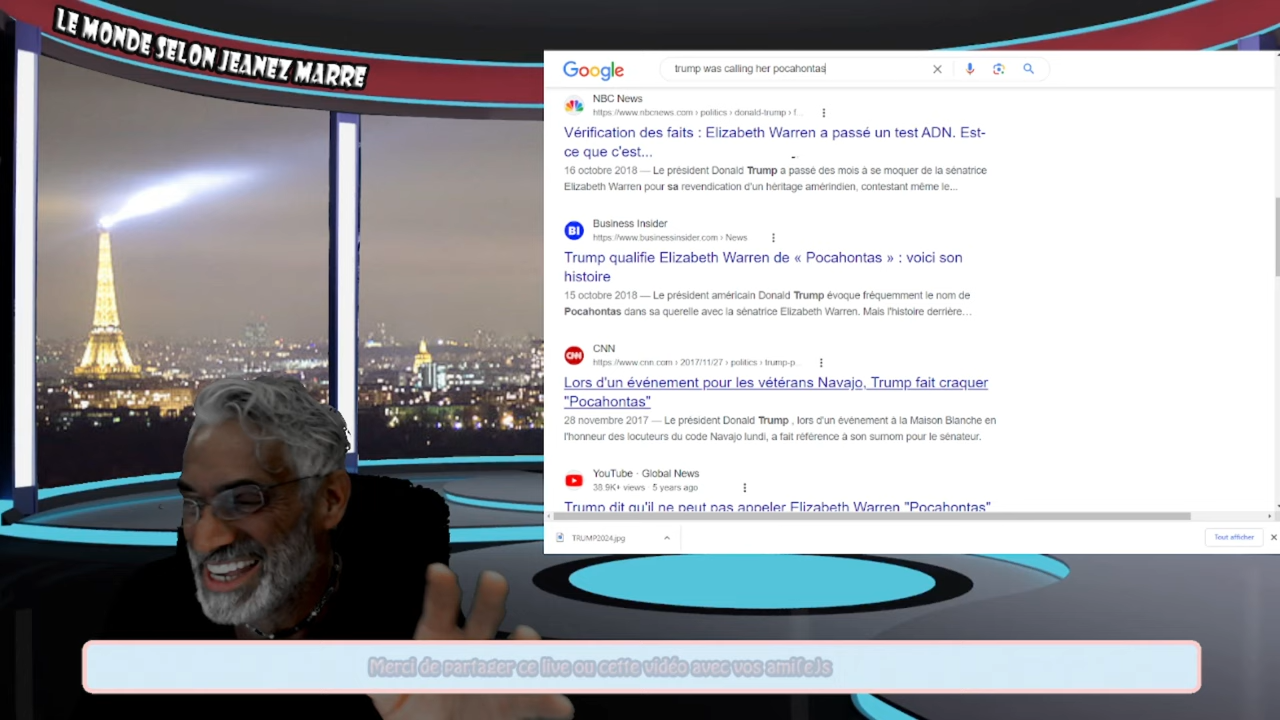 LE MONDE SELON JEANEZ MARRE
Google
trump was calling her pocahontas
NBC News
https://www.nbcnews.com › politics › donald-trump › f...
Vérification des faits : Elizabeth Warren a passé un test ADN. Est-
ce que c'est...
16 octobre 2018 — Le président Donald Trump a passé des mois à se moquer de la sénatrice
Elizabeth Warren pour sa revendication d'un héritage amérindien, contestant même le...
BI
Business Insider
https://www.businessinsider.com › News
Trump qualifie Elizabeth Warren de « Pocahontas » : voici son
histoire
15 octobre 2018 — Le président américain Donald Trump évoque fréquemment le nom de
Pocahontas dans sa querelle avec la sénatrice Elizabeth Warren. Mais l'histoire derrière...
CNN
CNN
https://www.cnn.com › 2017/11/27 › politics › trump-p...
Lors d'un événement pour les vétérans Navajo, Trump fait craquer
"Pocahontas"
28 novembre 2017 — Le président Donald Trump , lors d'un événement à la Maison Blanche en
l'honneur des locuteurs du code Navajo lundi, a fait référence à son surnom pour le sénateur.
YouTube · Global News
38.9K+ views · 5 years ago
Trump dit qu'il ne peut pas appeler Elizabeth Warren "Pocahontas"
TRUMP2024.jpg
Tout afficher
Merci de partager ce live ou cette vidéo avec vos ami(e)s